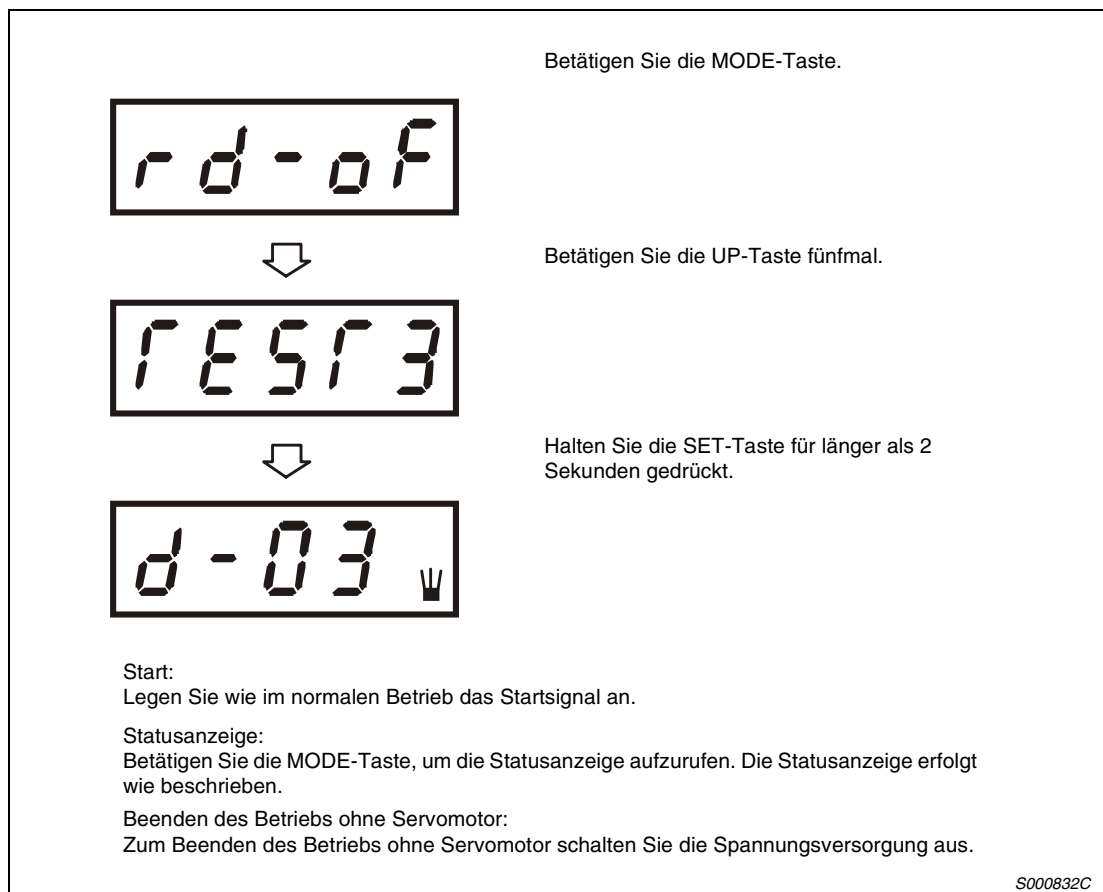 Betätigen Sie die MODE-Taste.
rd-oF
Betätigen Sie die UP-Taste fünfmal.
TEST3
Halten Sie die SET-Taste für länger als 2
Sekunden gedrückt.
d-03
Start:
Legen Sie wie im normalen Betrieb das Startsignal an.
Statusanzeige:
Betätigen Sie die MODE-Taste, um die Statusanzeige aufzurufen. Die Statusanzeige erfolgt
wie beschrieben.
Beenden des Betriebs ohne Servomotor:
Zum Beenden des Betriebs ohne Servomotor schalten Sie die Spannungsversorgung aus.
S000832C